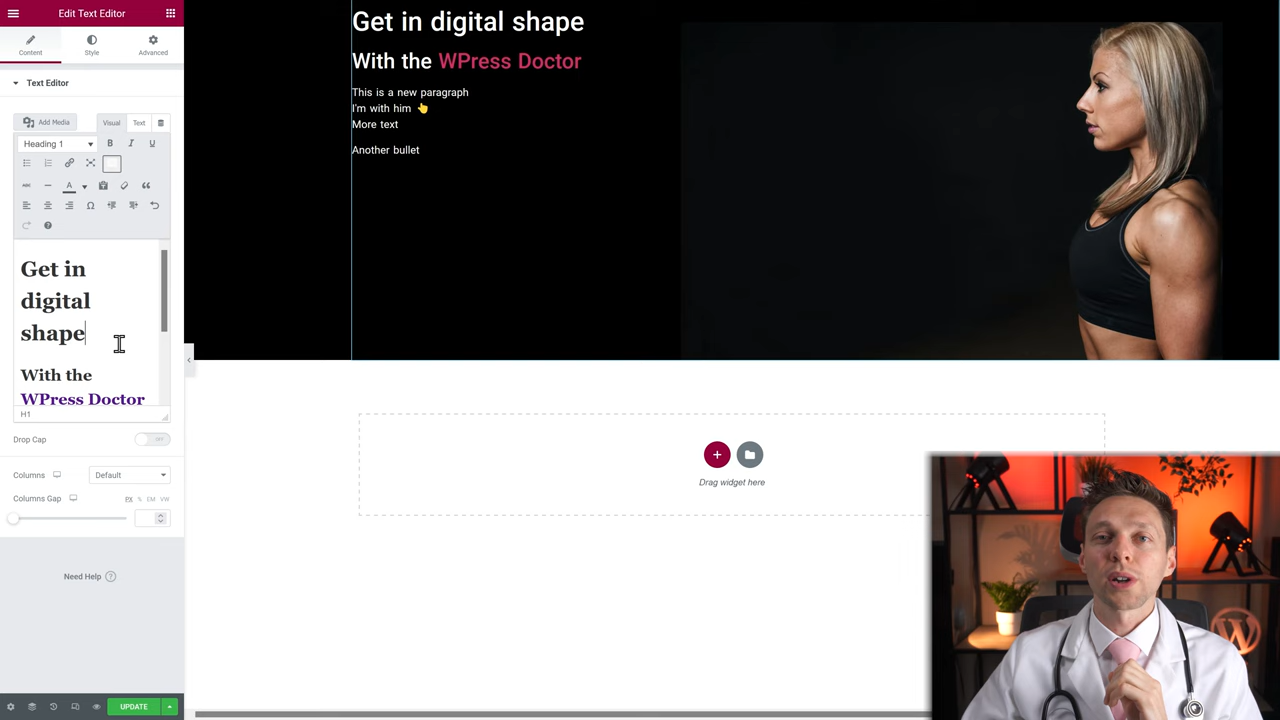 Edit Text Editor
Content
Style
Advanced
Text Editor
Add Media
Visual
Text
Heading 1
B
I
U
ABC
A
Get in
digital
shape
With the
WPress Doctor
H1
Drop Cap
OFF
Columns
Default
Columns Gap
PX % EM VW
Need Help ?
UPDATE
Get in digital shape
With the WPress Doctor
This is a new paragraph
I'm with him 👆
More text
Another bullet
Drag widget here